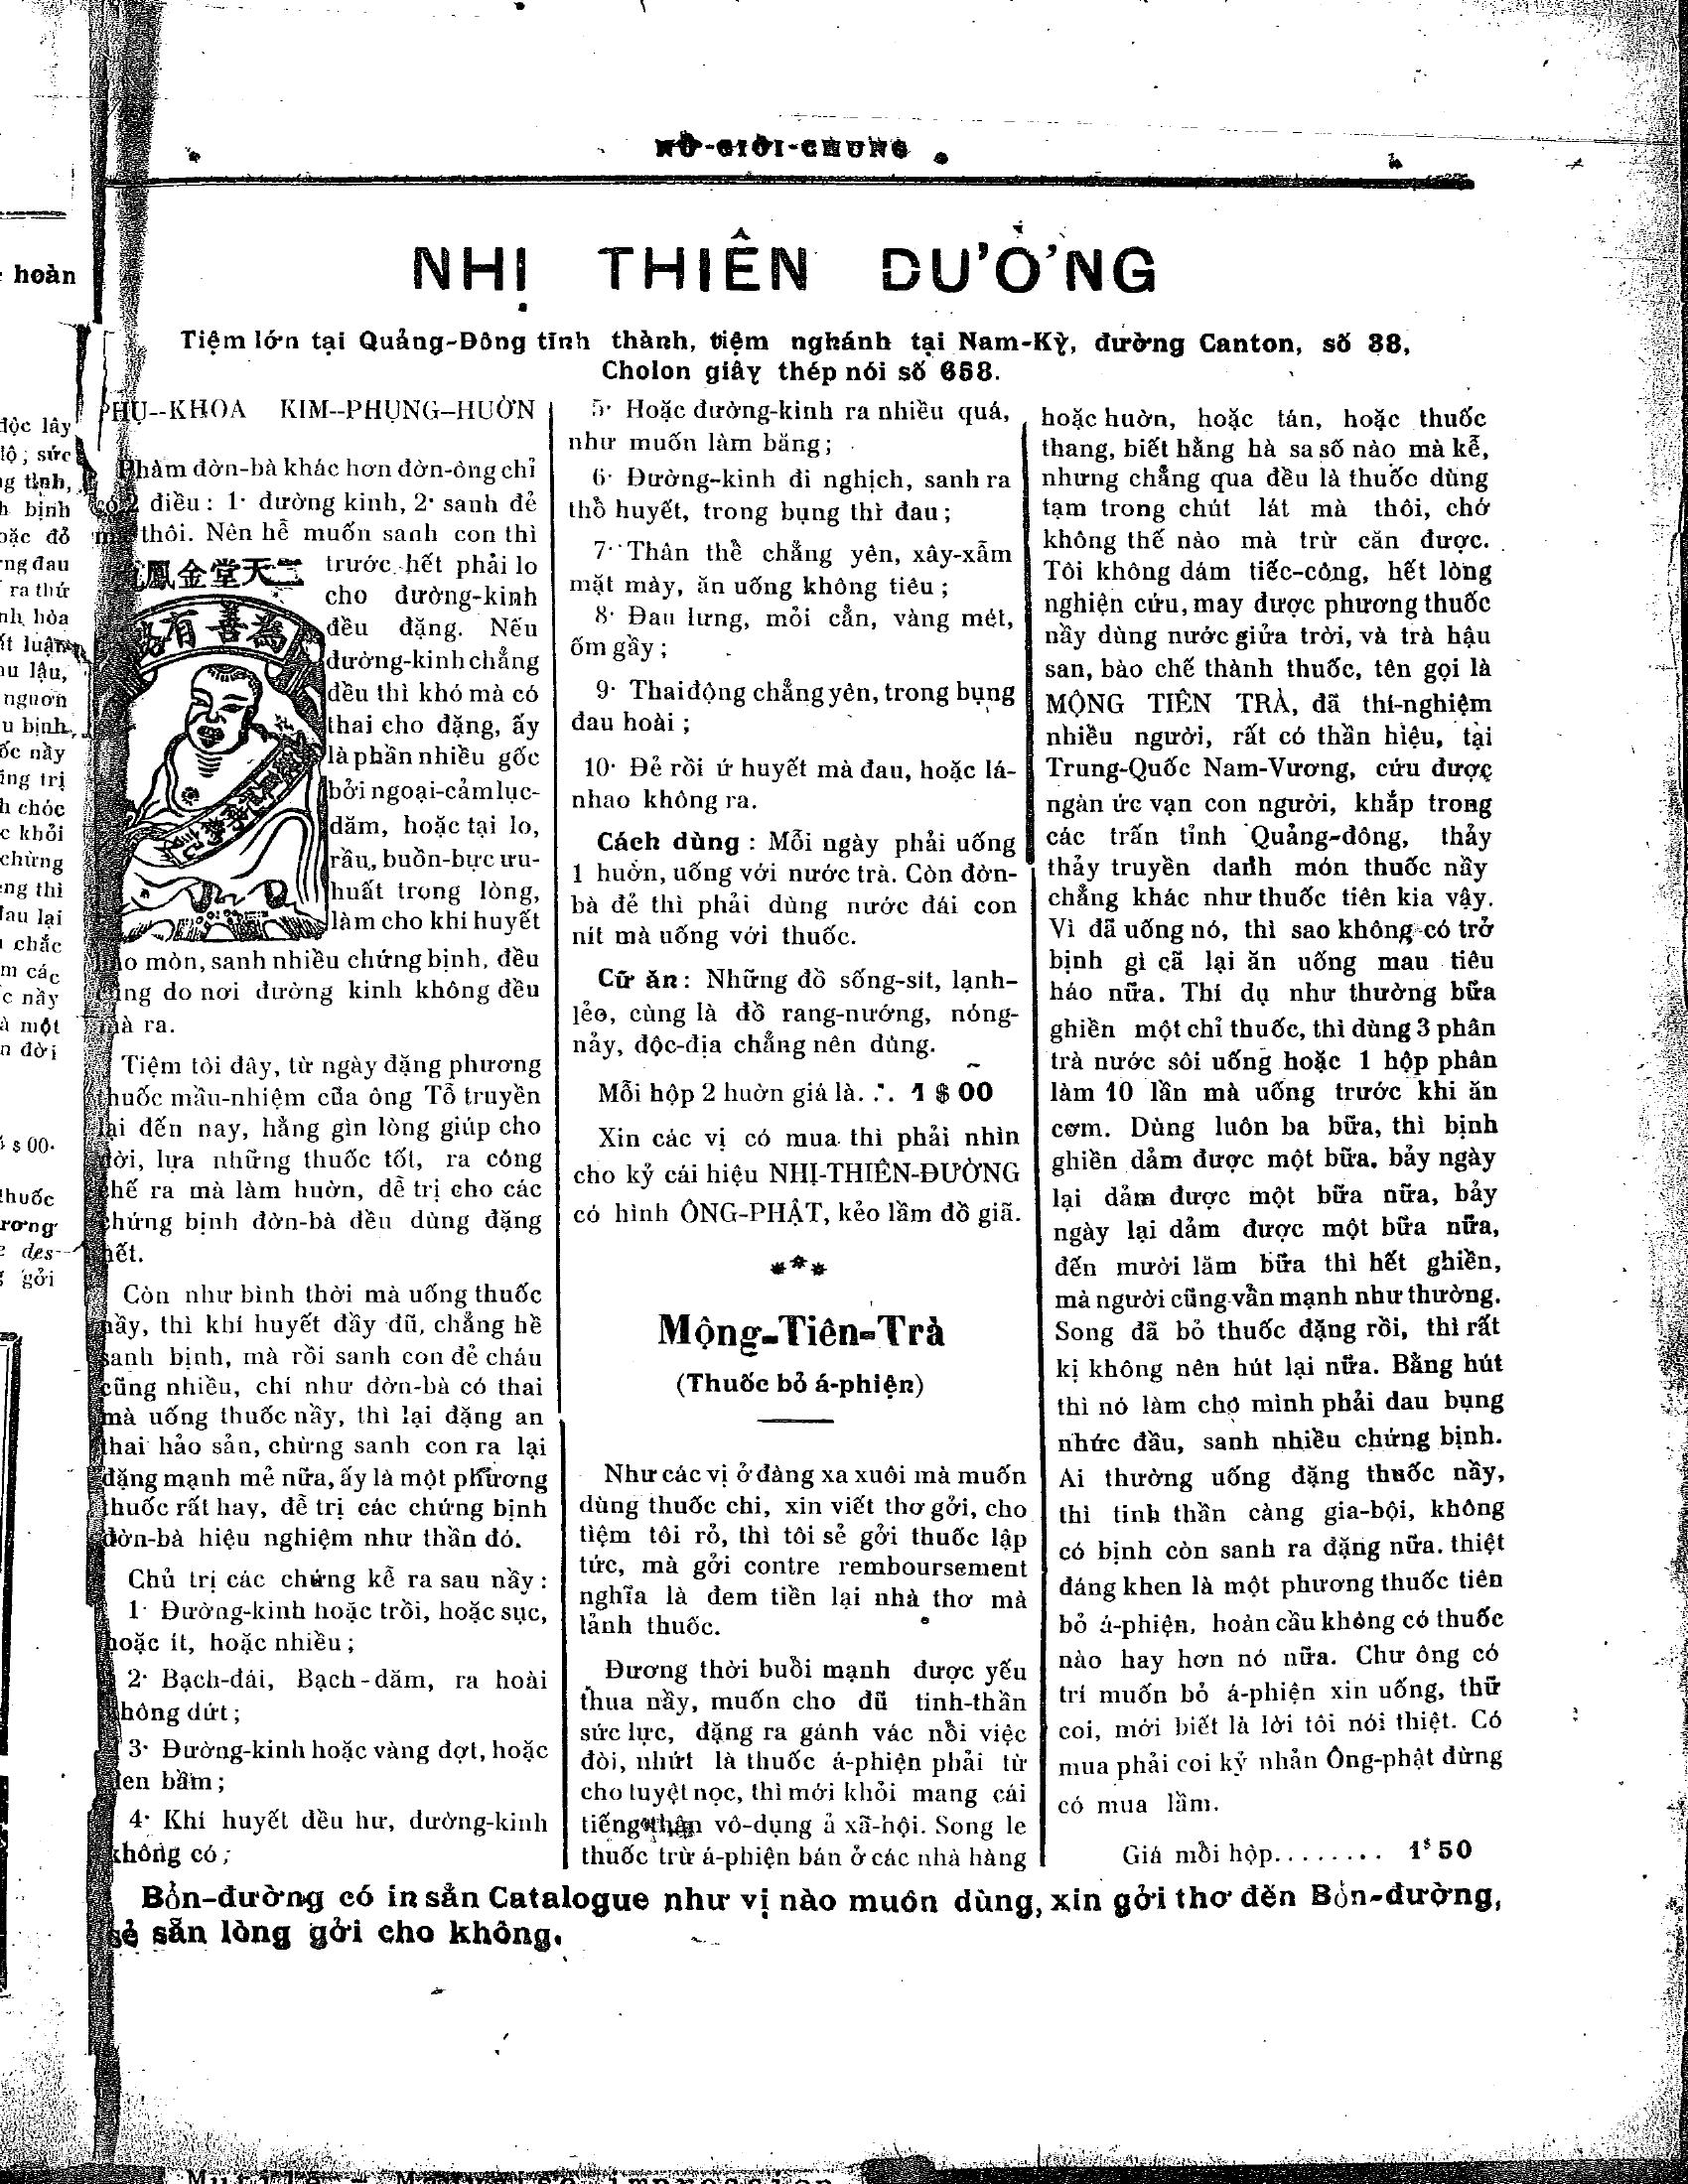 NỮ-GIỚI-CHUNG
NHỊ THIÊN DƯỜNG
Tiệm lớn tại Quảng-Đông tĩnh thành, tiệm nghánh tại Nam-Kỳ, đường Canton, số 38,
Cholon giây thép nói số 658.
PHỤ--KHOA KIM--PHỤNG--HUỜN
Phàm đờn-bà khác hơn đờn-ông chỉ
có 2 điều : 1· đường kinh, 2· sanh đẻ
mà thôi. Nên hễ muốn sanh con thì
trước hết phải lo
cho đường-kinh
đều đặng. Nếu
đường-kinh chẳng
đều thì khó mà có
thai cho đặng, ấy
là phần nhiều gốc
bởi ngoại-cảm lục-
dăm, hoặc tại lo,
rầu, buồn-bực ưu-
huất trong lòng,
làm cho khí huyết
二天堂金鳳
為善有
hao mòn, sanh nhiều chứng bịnh, đều
cũng do nơi đường kinh không đều
mà ra.
Tiệm tôi đây, từ ngày đặng phương
thuốc mầu-nhiệm của ông Tổ truyền
lại đến nay, hằng gìn lòng giúp cho
đời, lựa những thuốc tốt, ra công
chế ra mà làm huờn, để trị cho các
chứng bịnh đờn-bà đều dùng đặng
hết.
Còn như bình thời mà uống thuốc
nầy, thì khí huyết đầy đũ, chẳng hề
sanh bịnh, mà rồi sanh con đẻ cháu
cũng nhiều, chí như đờn-bà có thai
mà uống thuốc nầy, thì lại đặng an
thai hảo sản, chừng sanh con ra lại
đặng mạnh mẻ nữa, ấy là một phương
thuốc rất hay, để trị các chứng bịnh
đờn-bà hiệu nghiệm như thần đó.
Chủ trị các chứng kể ra sau nầy :
1· Đường-kinh hoặc trồi, hoặc sục,
hoặc ít, hoặc nhiều ;
2· Bạch-đái, Bạch-dăm, ra hoài
không dứt ;
3· Đường-kinh hoặc vàng đợt, hoặc
đen bầm ;
4· Khí huyết đều hư, đường-kinh
không có ;
5· Hoặc đường-kinh ra nhiều quá,
như muốn làm băng ;
6· Đường-kinh đi nghịch, sanh ra
thổ huyết, trong bụng thì đau ;
7· Thân thể chẳng yên, xây-xẫm
mặt mày, ăn uống không tiêu ;
8· Đau lưng, mỏi cẳn, vàng mét,
ốm gầy ;
9· Thai động chẳng yên, trong bụng
đau hoài ;
10· Đẻ rồi ứ huyết mà đau, hoặc lá-
nhao không ra.
Cách dùng : Mỗi ngày phải uống
1 huờn, uống với nước trà. Còn đờn-
bà đẻ thì phải dùng nước đái con
nít mà uống với thuốc.
Cữ ăn : Những đồ sống-sít, lạnh-
lẻo, cùng là đồ rang-nướng, nóng-
nảy, độc-địa chẳng nên dùng.
Mỗi hộp 2 huờn giá là. .·. 1 $ 00
Xin các vị có mua thì phải nhìn
cho kỷ cái hiệu NHỊ-THIÊN-ĐƯỜNG
có hình ÔNG-PHẬT, kẻo lầm đồ giã.
* * *
Mộng-Tiên-Trà
(Thuốc bỏ á-phiện)
Như các vị ở đàng xa xuôi mà muốn
dùng thuốc chi, xin viết thơ gởi, cho
tiệm tôi rỏ, thì tôi sẻ gởi thuốc lập
tức, mà gởi contre remboursement
nghĩa là đem tiền lại nhà thơ mà
lảnh thuốc.
Đương thời buổi mạnh được yếu
thua nầy, muốn cho đũ tinh-thần
sức lực, đặng ra gánh vác nổi việc
đời, nhứt là thuốc á-phiện phải từ
cho tuyệt nọc, thì mới khỏi mang cái
tiếng thận vô-dụng ả xã-hội. Song le
thuốc trừ á-phiện bán ở các nhà hàng
hoặc huờn, hoặc tán, hoặc thuốc
thang, biết hằng hà sa số nào mà kể,
nhưng chẳng qua đều là thuốc dùng
tạm trong chút lát mà thôi, chớ
không thế nào mà trừ căn được.
Tôi không dám tiếc-công, hết lòng
nghiện cứu, may được phương thuốc
nầy dùng nước giửa trời, và trà hậu
san, bào chế thành thuốc, tên gọi là
MỘNG TIÊN TRÀ, đã thí-nghiệm
nhiều người, rất có thần hiệu, tại
Trung-Quốc Nam-Vương, cứu được
ngàn ức vạn con người, khắp trong
các trấn tỉnh Quảng-đông, thảy
thảy truyền danh món thuốc nầy
chẳng khác như thuốc tiên kia vậy.
Vì đã uống nó, thì sao không có trở
bịnh gì cã lại ăn uống mau tiêu
háo nữa. Thí dụ như thường bữa
ghiền một chỉ thuốc, thì dùng 3 phân
trà nước sôi uống hoặc 1 hộp phân
làm 10 lần mà uống trước khi ăn
cơm. Dùng luôn ba bữa, thì bịnh
ghiền dảm được một bữa. bảy ngày
lại dảm được một bữa nữa, bảy
ngày lại dảm được một bữa nữa,
đến mười lăm bữa thì hết ghiền,
mà người cũng vẫn mạnh như thường.
Song đã bỏ thuốc đặng rồi, thì rất
kị không nên hút lại nữa. Bằng hút
thì nó làm cho mình phải đau bụng
nhức đầu, sanh nhiều chứng bịnh.
Ai thường uống đặng thuốc nầy,
thì tinh thần càng gia-bội, không
có bịnh còn sanh ra đặng nữa. thiệt
đáng khen là một phương thuốc tiên
bỏ á-phiện, hoàn cầu không có thuốc
nào hay hơn nó nữa. Chư ông có
trí muốn bỏ á-phiện xin uống, thữ
coi, mới biết là lời tôi nói thiệt. Có
mua phải coi kỷ nhản Ông-phật đừng
có mua lầm.
Giá mỗi hộp........ 1$ 50
Bổn-đường có in sẳn Catalogue như vị nào muốn dùng, xin gởi thơ đến Bổn-đường,
sẻ sẵn lòng gởi cho không.